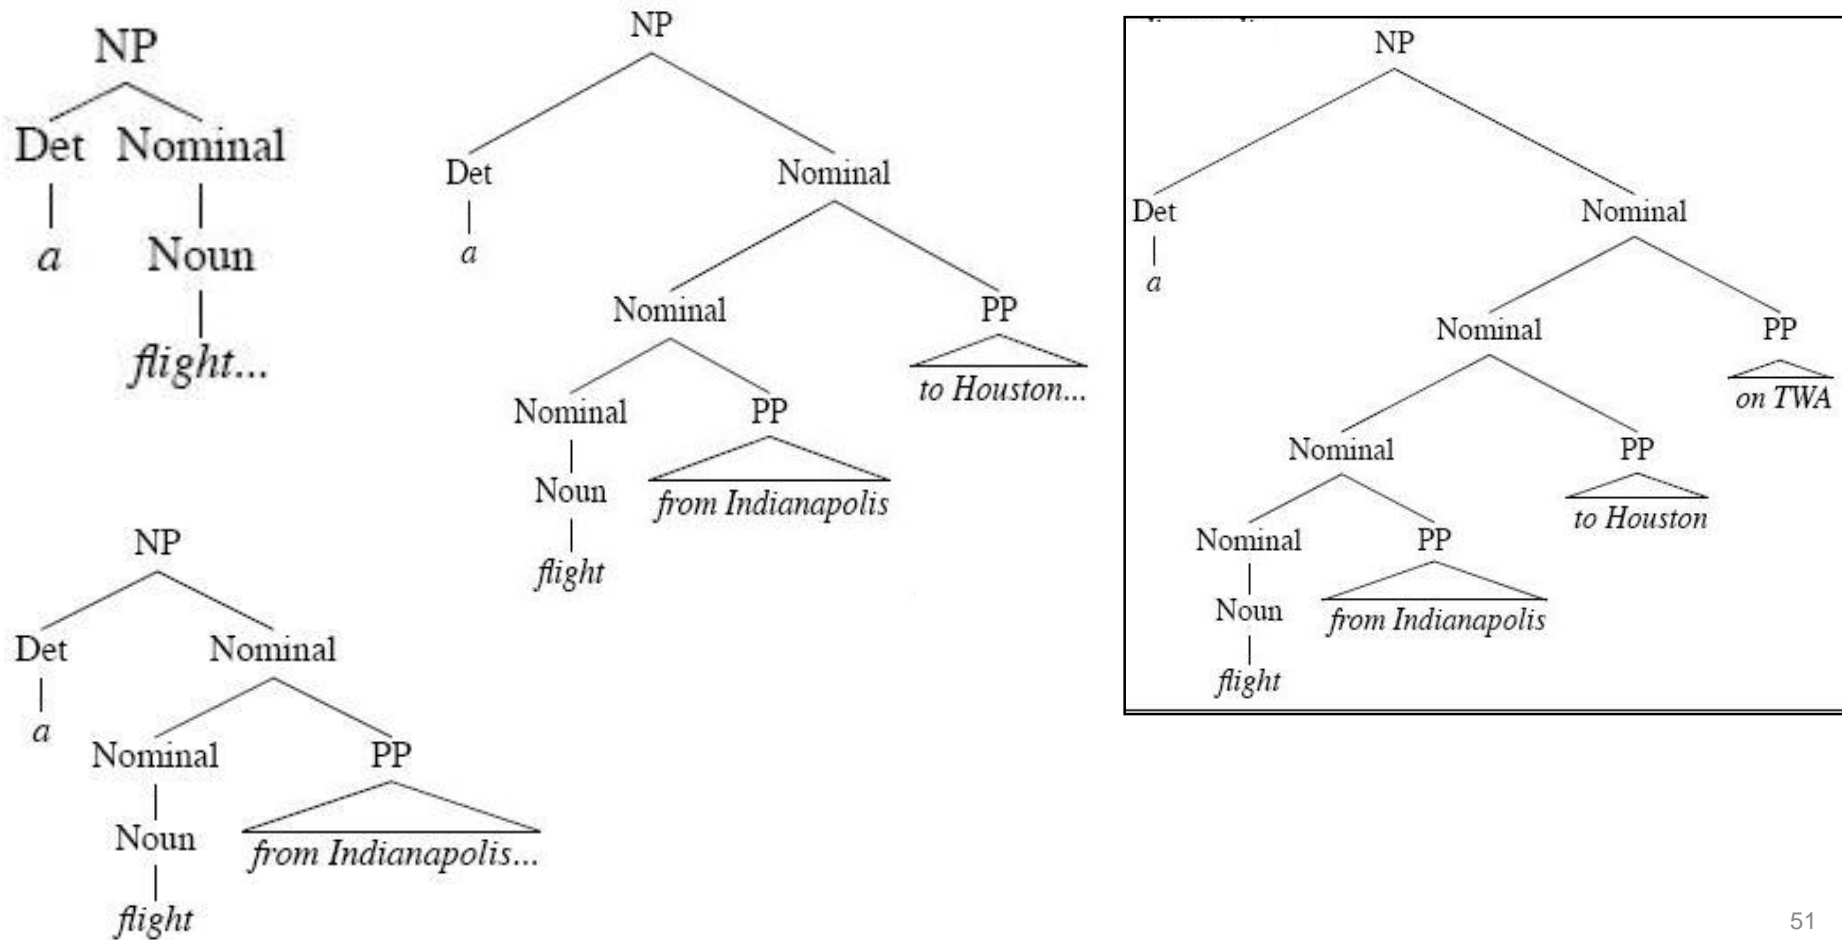 NP
Det Nominal
a Noun
flight...
NP
Det Nominal
a
Nominal PP
Noun from Indianapolis...
flight
NP
Det Nominal
a
Nominal PP
to Houston...
Nominal PP
Noun from Indianapolis
flight
NP
Det Nominal
a
Nominal PP
on TWA
Nominal PP
to Houston
Nominal PP
Noun from Indianapolis
flight
51